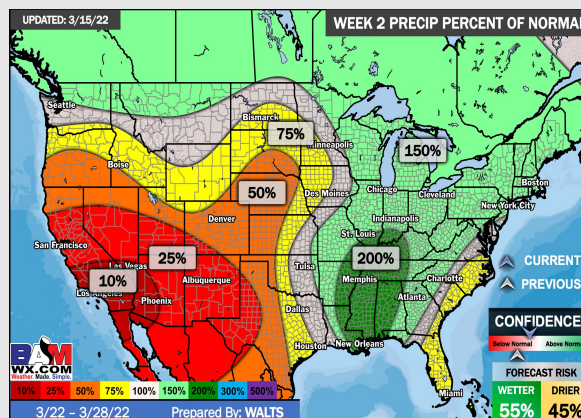 UPDATED: 3/15/22
WEEK 2 PRECIP PERCENT OF NORMAL
Seattle
Bismarck
75%
Minneapolis
150%
Boise
50%
Des Moines
Chicago
Cleveland
Boston
New York City
Denver
Indianapolis
St. Louis
San Francisco
25%
200%
CURRENT
Las Vegas
Tulsa
10%
Albuquerque
Memphis
Charlotte
PREVIOUS
Los Angeles
Phoenix
Atlanta
Dallas
CONFIDENCE
Houston
New Orleans
Below Normal
Above Norm
BAM
WX.COM
Weather. Made. Simple.
FORECAST RISK
10% 25% 50% 75% 100% 150% 200% 300% 500%
Miami
WETTER
DRIER
3/22 – 3/28/22
Prepared By: WALTS
55%
45%